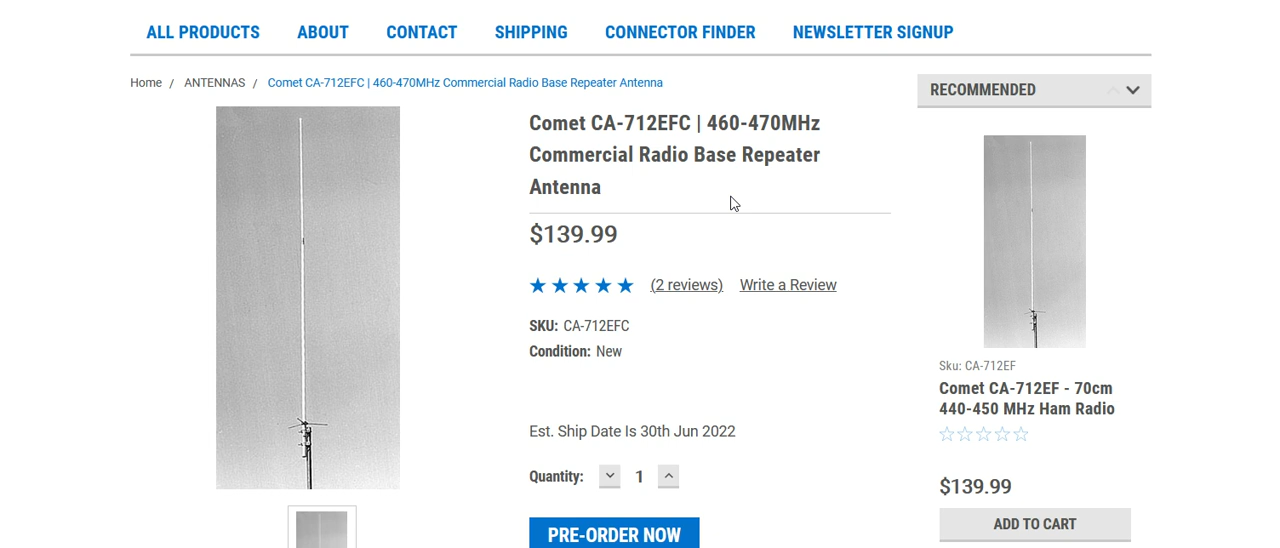 ALL PRODUCTS ABOUT CONTACT SHIPPING CONNECTOR FINDER NEWSLETTER SIGNUP
Home / ANTENNAS / Comet CA-712EFC | 460-470MHz Commercial Radio Base Repeater Antenna
Comet CA-712EFC | 460-470MHz
Commercial Radio Base Repeater
Antenna
$139.99
(2 reviews) Write a Review
SKU: CA-712EFC
Condition: New
Est. Ship Date Is 30th Jun 2022
Quantity: 1
PRE-ORDER NOW
RECOMMENDED
Sku: CA-712EF
Comet CA-712EF - 70cm
440-450 MHz Ham Radio
$139.99
ADD TO CART